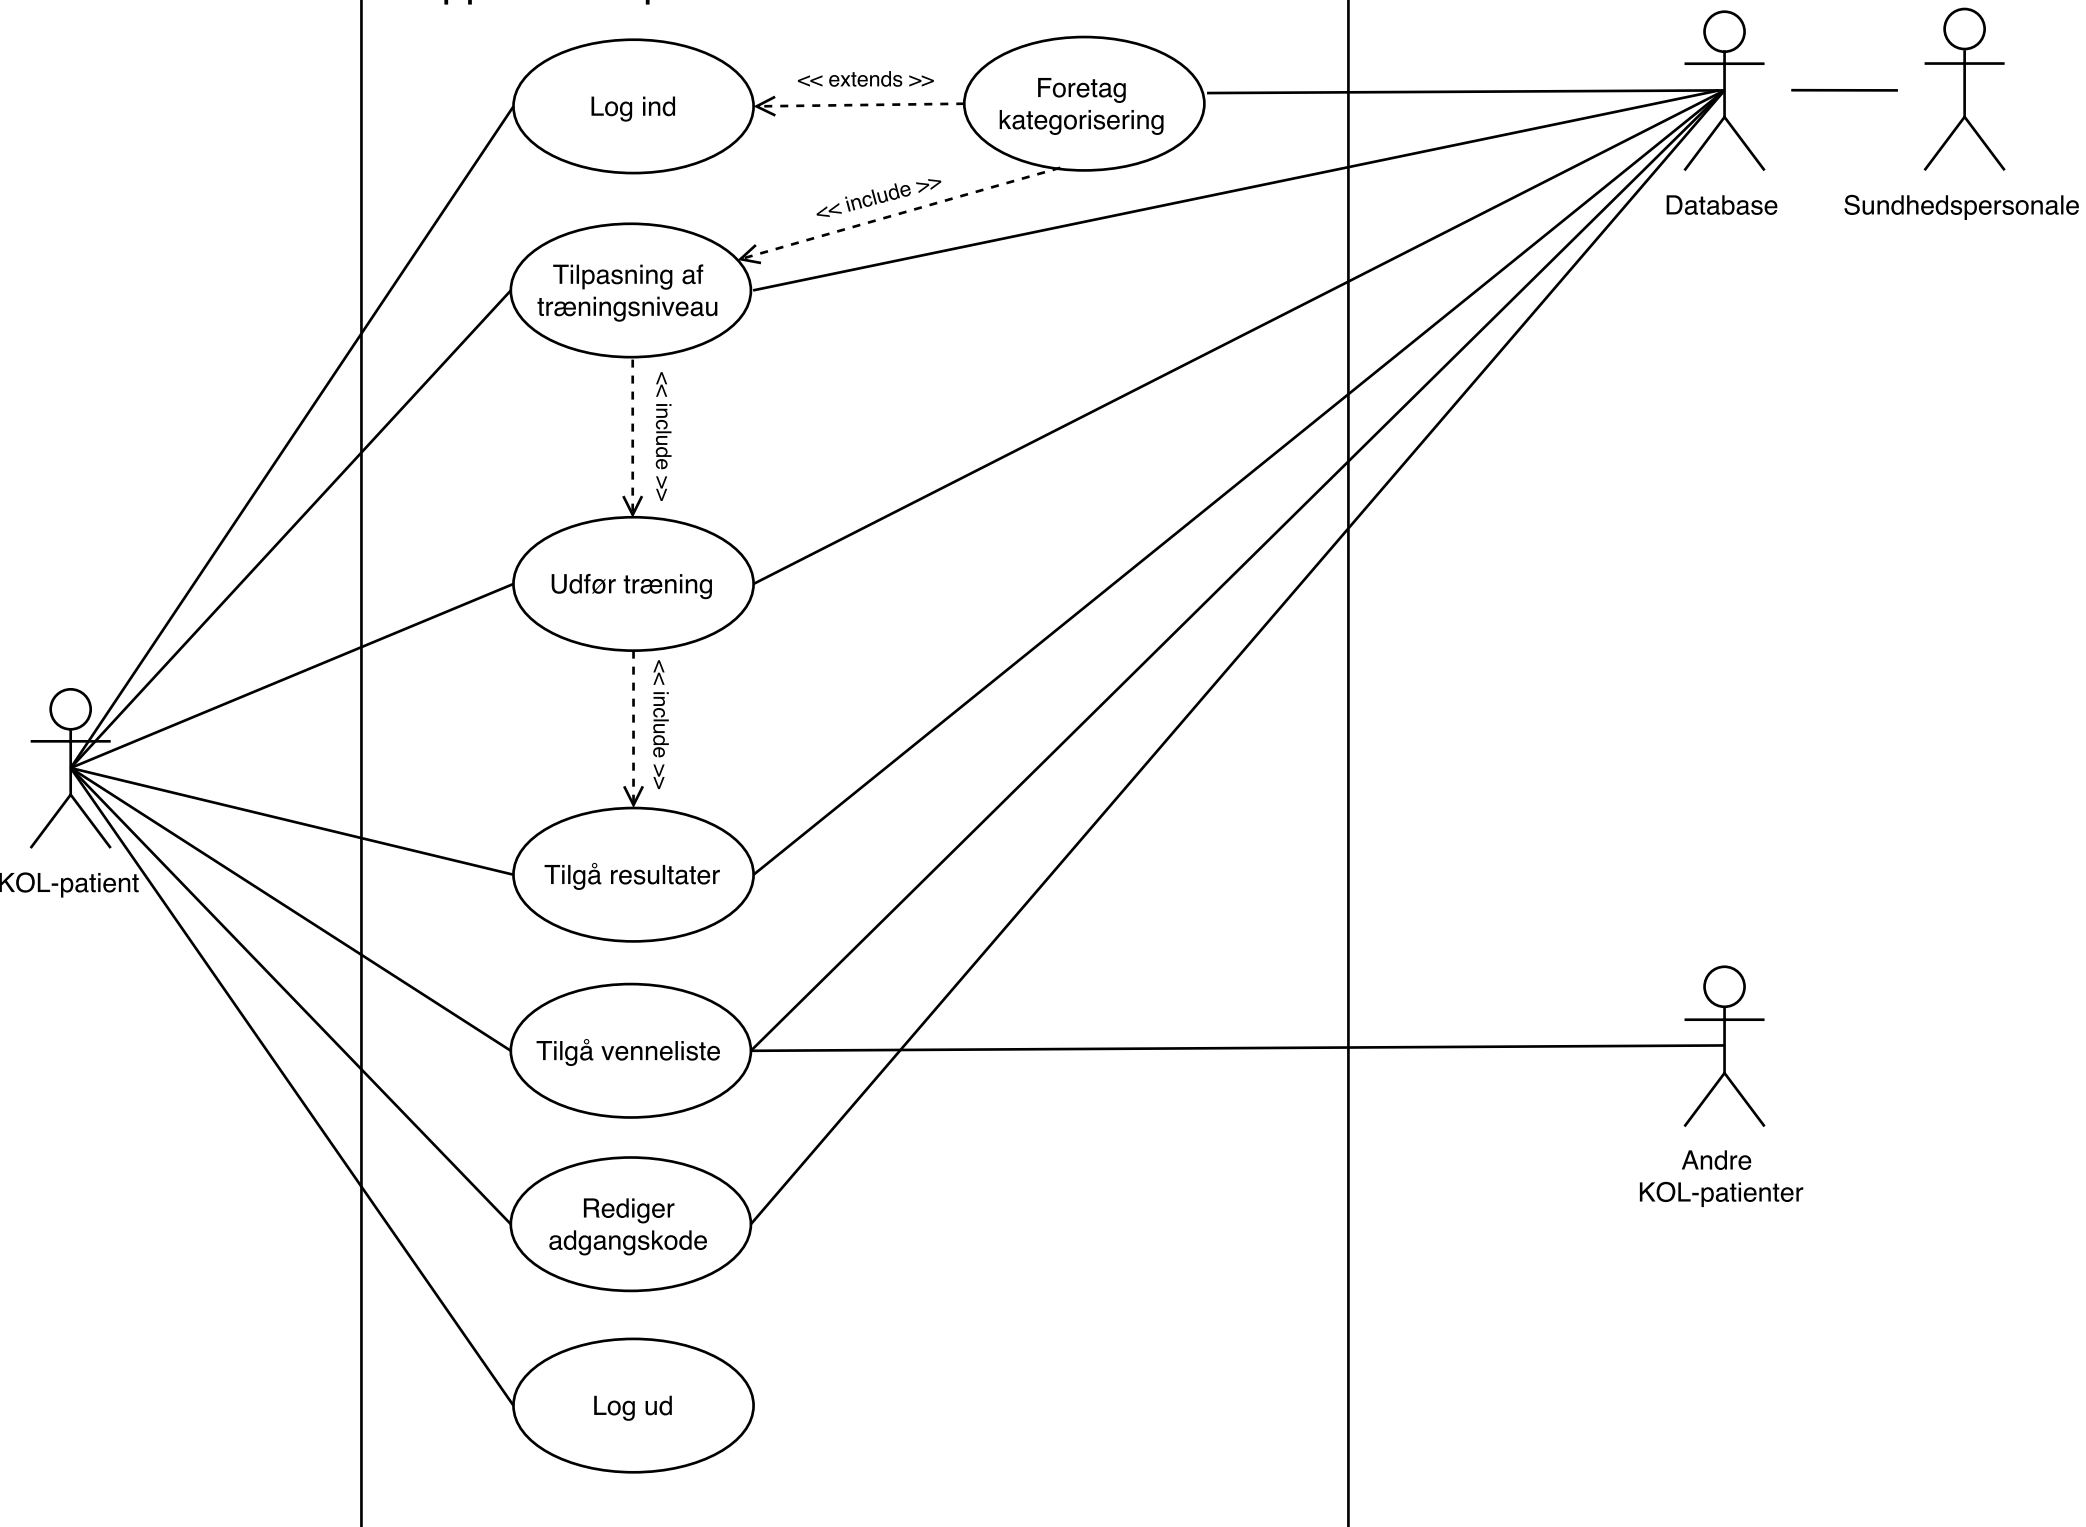 << extends >>
Log ind
Foretag
kategorisering
<< include >>
Database
Sundhedspersonale
Tilpasning af
træningsniveau
<< include >>
Udfør træning
<< include >>
KOL-patient
Tilgå resultater
Tilgå venneliste
Andre
KOL-patienter
Rediger
adgangskode
Log ud